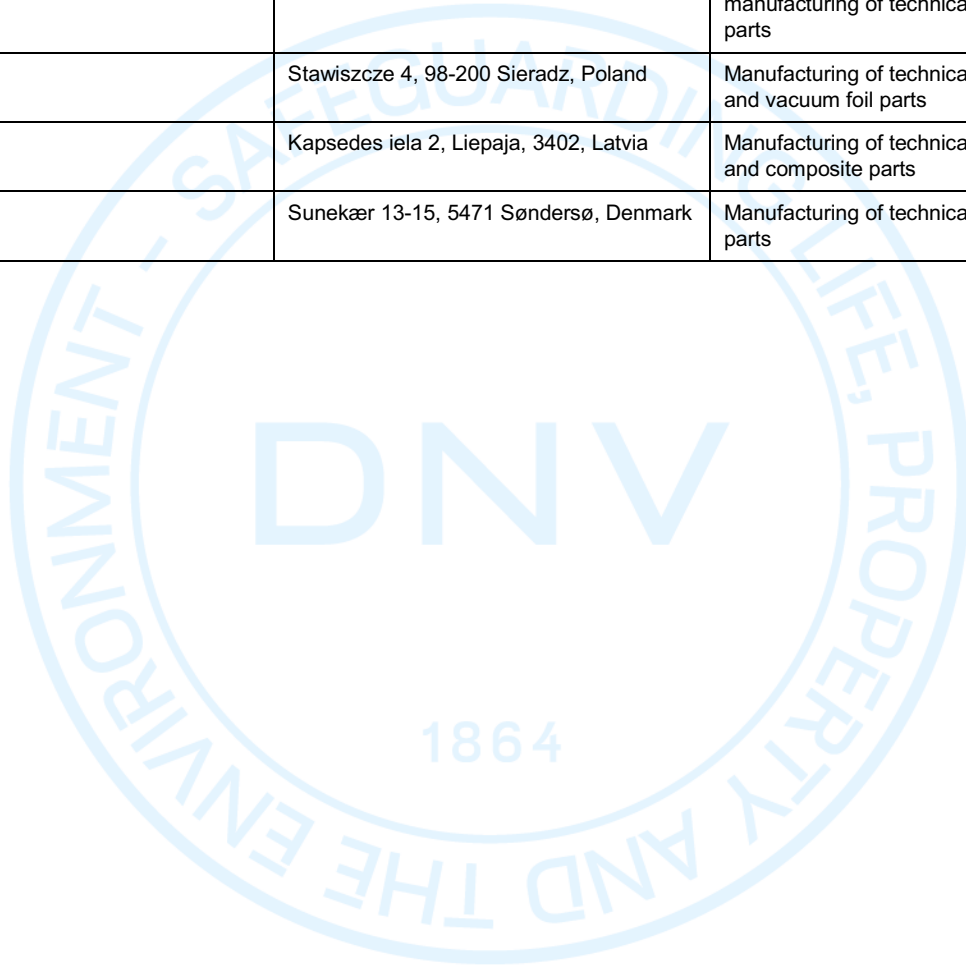 manufacturing of technica
parts
Stawiszcze 4, 98-200 Sieradz, Poland
Manufacturing of technica
and vacuum foil parts
Kapsedes iela 2, Liepaja, 3402, Latvia
Manufacturing of technica
and composite parts
Sunekær 13-15, 5471 Søndersø, Denmark
Manufacturing of technica
parts
SAFEGUARDING LIFE, PROPERTY AND THE ENVIRONMENT –
DNV
1864